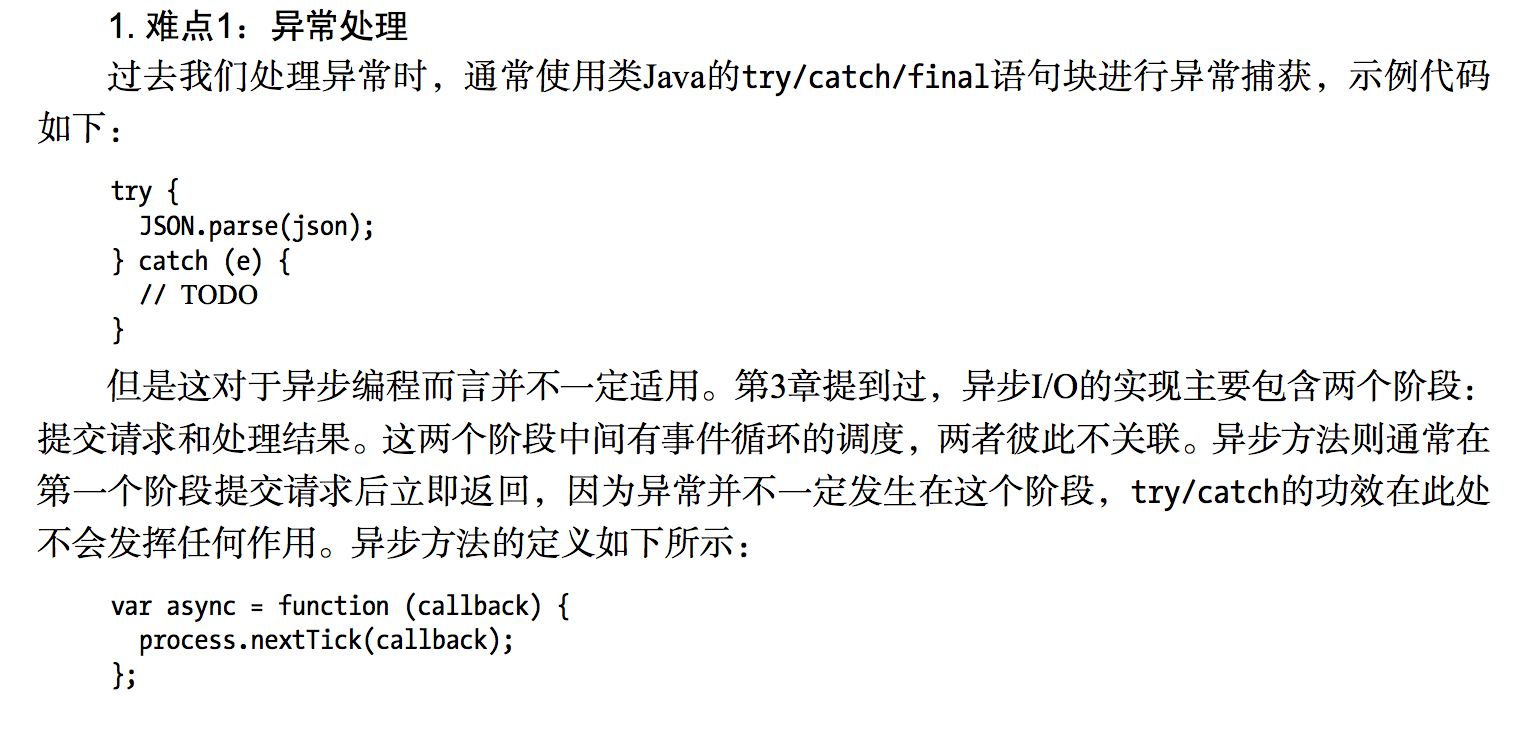 1. 难点1：异常处理
过去我们处理异常时，通常使用类Java的try/catch/final语句块进行异常捕获，示例代码
如下：
try {
  JSON.parse(json);
} catch (e) {
  // TODO
}
但是这对于异步编程而言并不一定适用。第3章提到过，异步I/O的实现主要包含两个阶段：
提交请求和处理结果。这两个阶段中间有事件循环的调度，两者彼此不关联。异步方法则通常在
第一个阶段提交请求后立即返回，因为异常并不一定发生在这个阶段，try/catch的功效在此处
不会发挥任何作用。异步方法的定义如下所示：
var async = function (callback) {
  process.nextTick(callback);
};